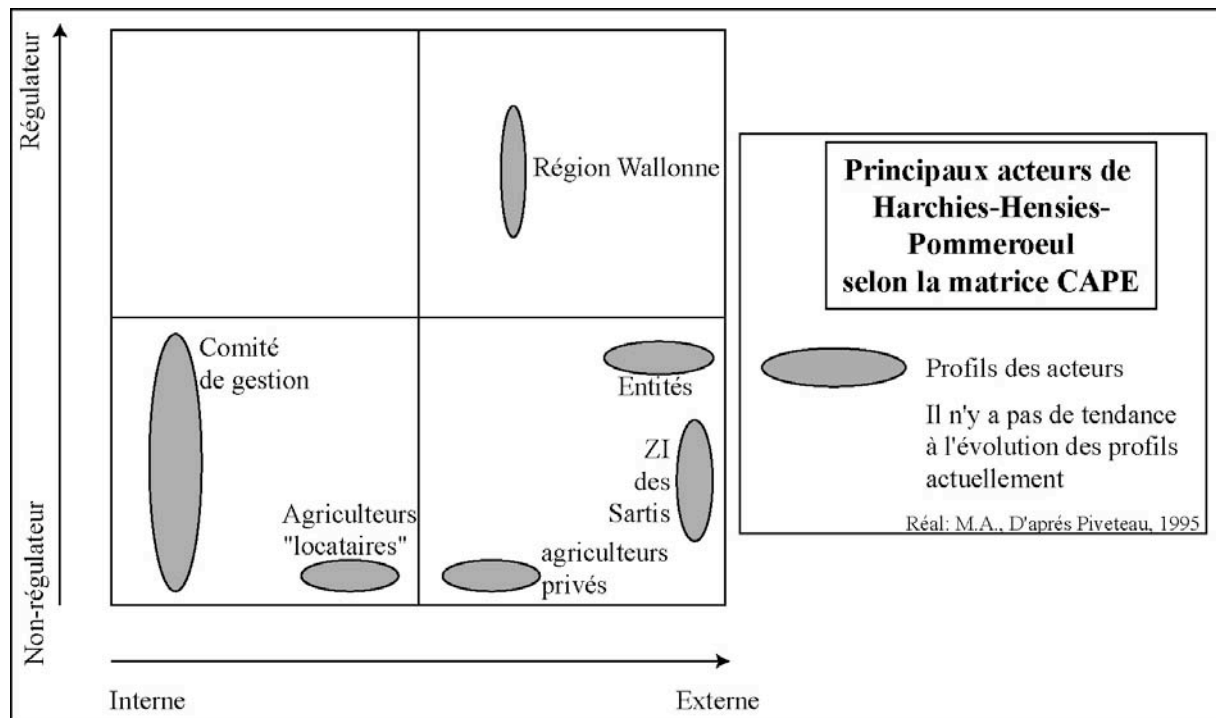 Régulateur
Non-régulateur
Région Wallonne
Comité
de gestion
Entités
ZI
des
Sartis
Agriculteurs
"locataires"
agriculteurs
privés
Interne
Externe
Principaux acteurs de
Harchies-Hensies-
Pommeroeul
selon la matrice CAPE
Profils des acteurs
Il n'y a pas de tendance
à l'évolution des profils
actuellement
Réal: M.A., D'aprés Piveteau, 1995